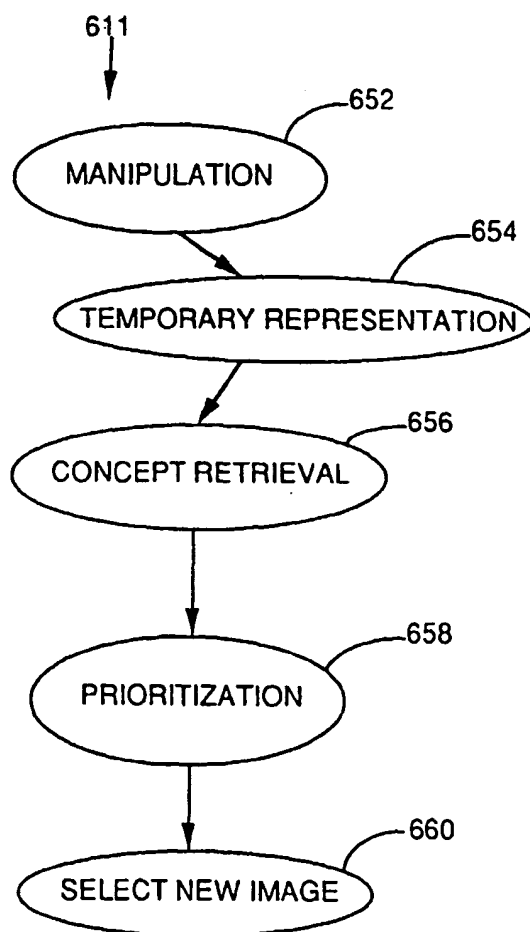 611
652
MANIPULATION
654
TEMPORARY REPRESENTATION
656
CONCEPT RETRIEVAL
658
PRIORITIZATION
660
SELECT NEW IMAGE